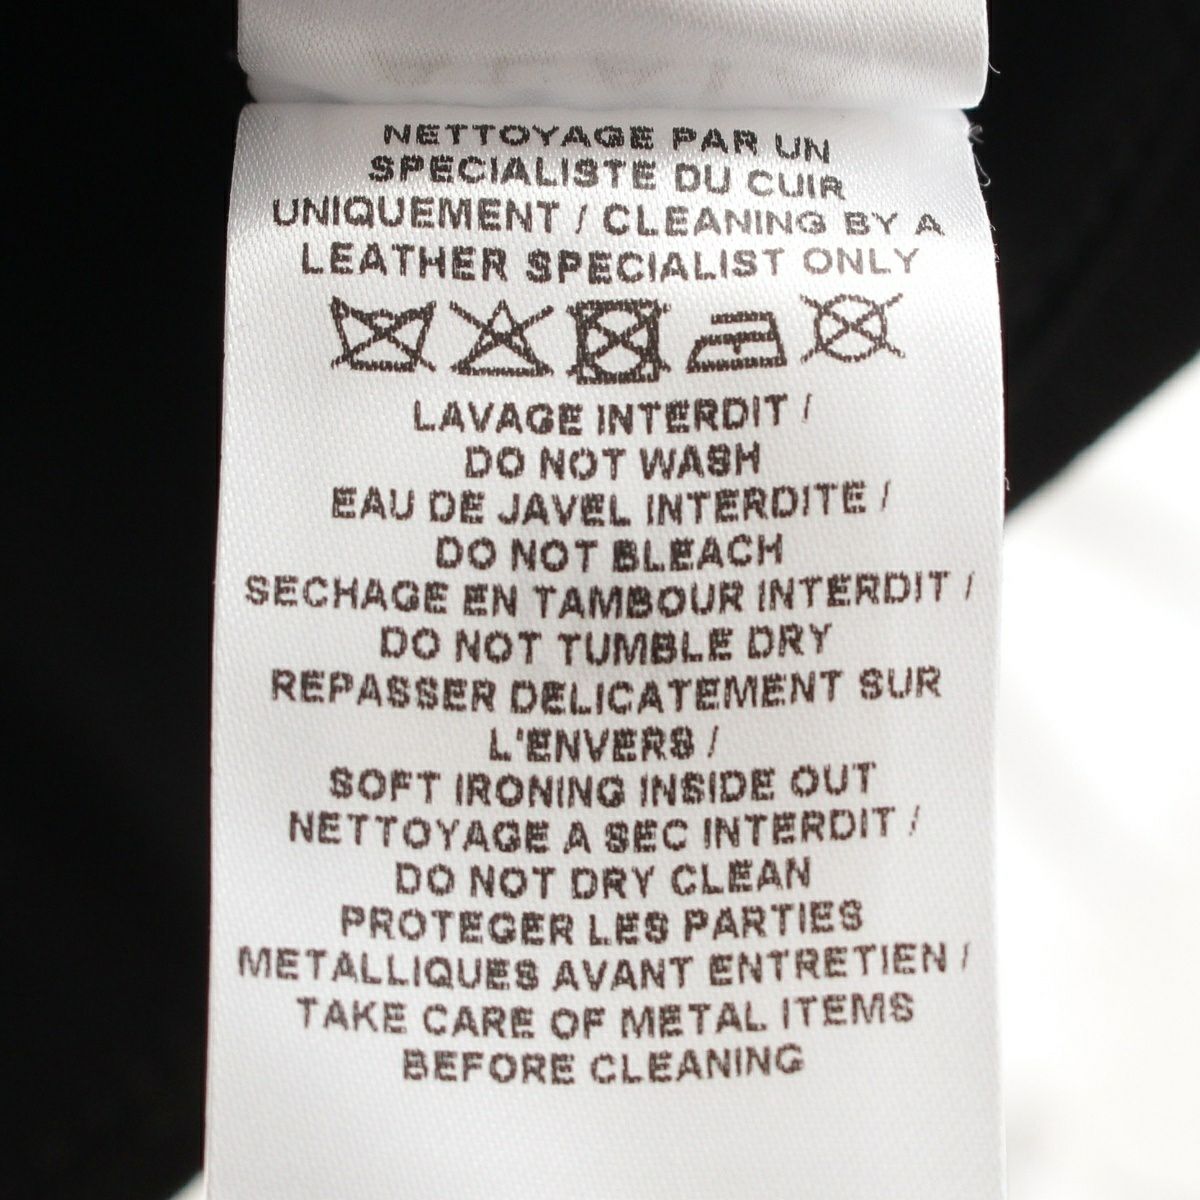 NETTOYAGE PAR UN
SPECIALISTE DU CUIR
UNIQUEMENT / CLEANING BY A
LEATHER SPECIALIST ONLY
LAVAGE INTERDIT /
DO NOT WASH
EAU DE JAVEL INTERDITE /
DO NOT BLEACH
SECHAGE EN TAMBOUR INTERDIT /
DO NOT TUMBLE DRY
REPASSER DELICATEMENT SUR
L'ENVERS /
SOFT IRONING INSIDE OUT
NETTOYAGE A SEC INTERDIT /
DO NOT DRY CLEAN
PROTEGER LES PARTIES
METALLIQUES AVANT ENTRETIEN /
TAKE CARE OF METAL ITEMS
BEFORE CLEANING